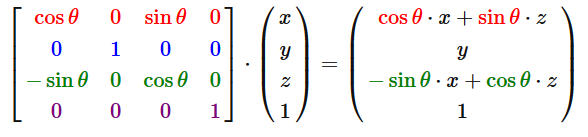 [ cos θ 0 sin θ 0 ] ( x ) ( cos θ · x + sin θ · z )
[ 0 1 0 0 ] · ( y ) = ( y )
[ − sin θ 0 cos θ 0 ] ( z ) ( − sin θ · x + cos θ · z )
[ 0 0 0 1 ] ( 1 ) ( 1 )